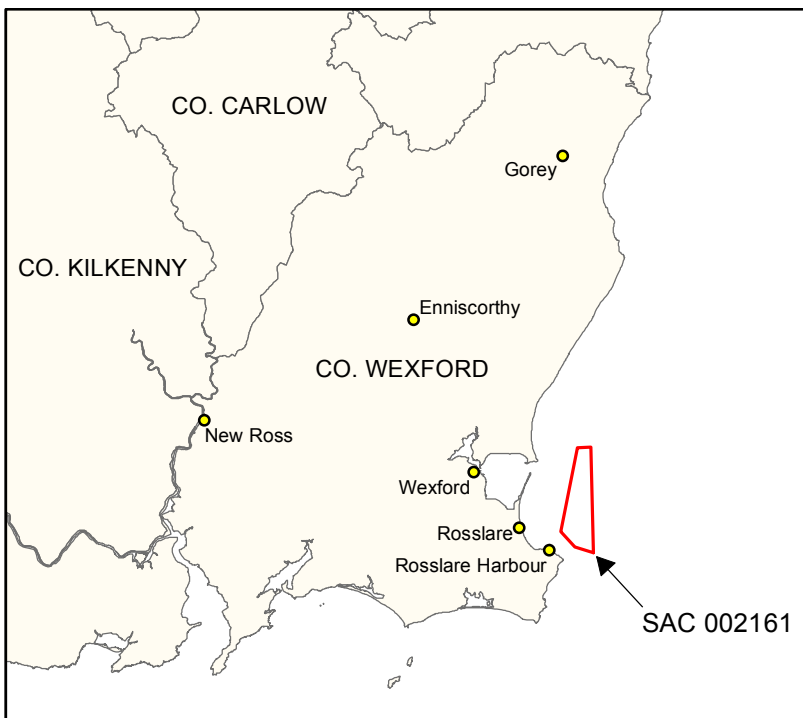 CO. CARLOW
Gorey
CO. KILKENNY
Enniscorthy
CO. WEXFORD
New Ross
Wexford
Rosslare
Rosslare Harbour
SAC 002161